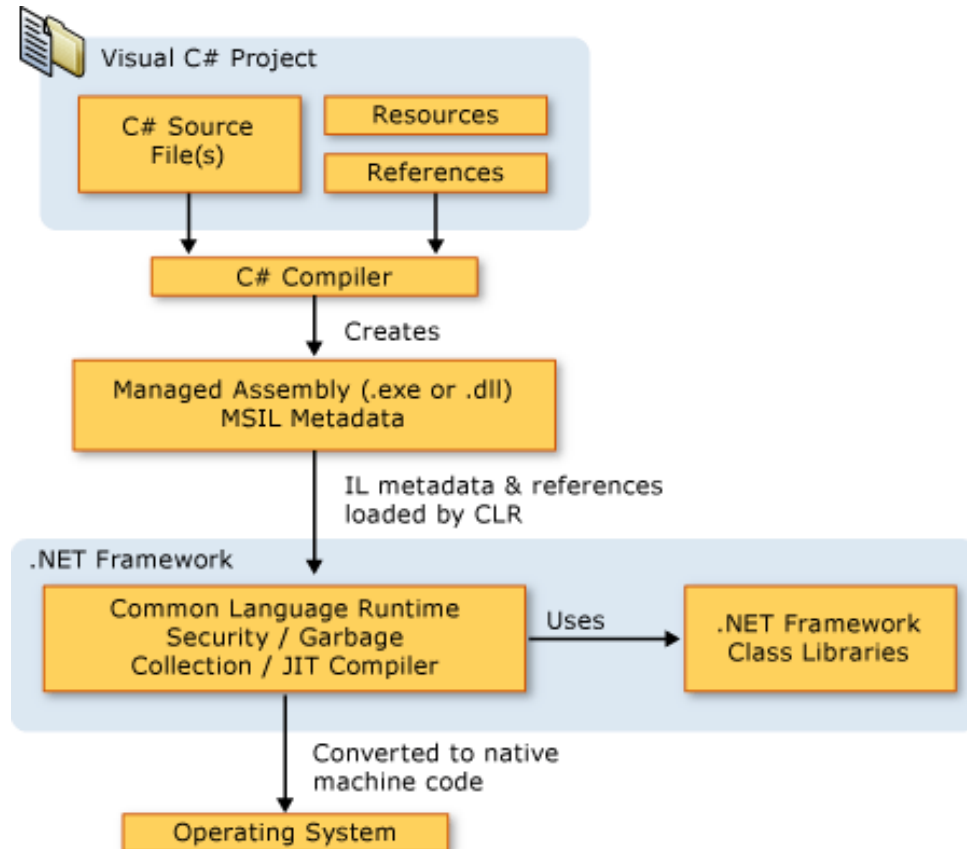 Visual C# Project
C# Source
File(s)
Resources
References
C# Compiler
Creates
Managed Assembly (.exe or .dll)
MSIL Metadata
IL metadata & references
loaded by CLR
.NET Framework
Common Language Runtime
Security / Garbage
Collection / JIT Compiler
Uses
.NET Framework
Class Libraries
Converted to native
machine code
Operating System